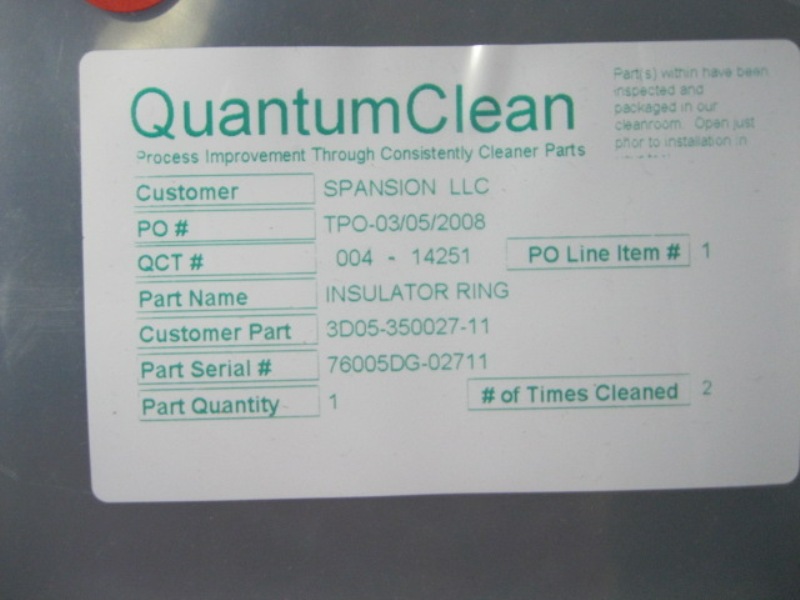 QuantumClean
Process Improvement Through Consistently Cleaner Parts
Part(s) within have been
inspected and
packaged in our
cleanroom. Open just
prior to installation in
Customer SPANSION LLC
PO # TPO-03/05/2008
QCT # 004 - 14251 PO Line Item # 1
Part Name INSULATOR RING
Customer Part 3D05-350027-11
Part Serial # 76005DG-02711
Part Quantity 1 # of Times Cleaned 2